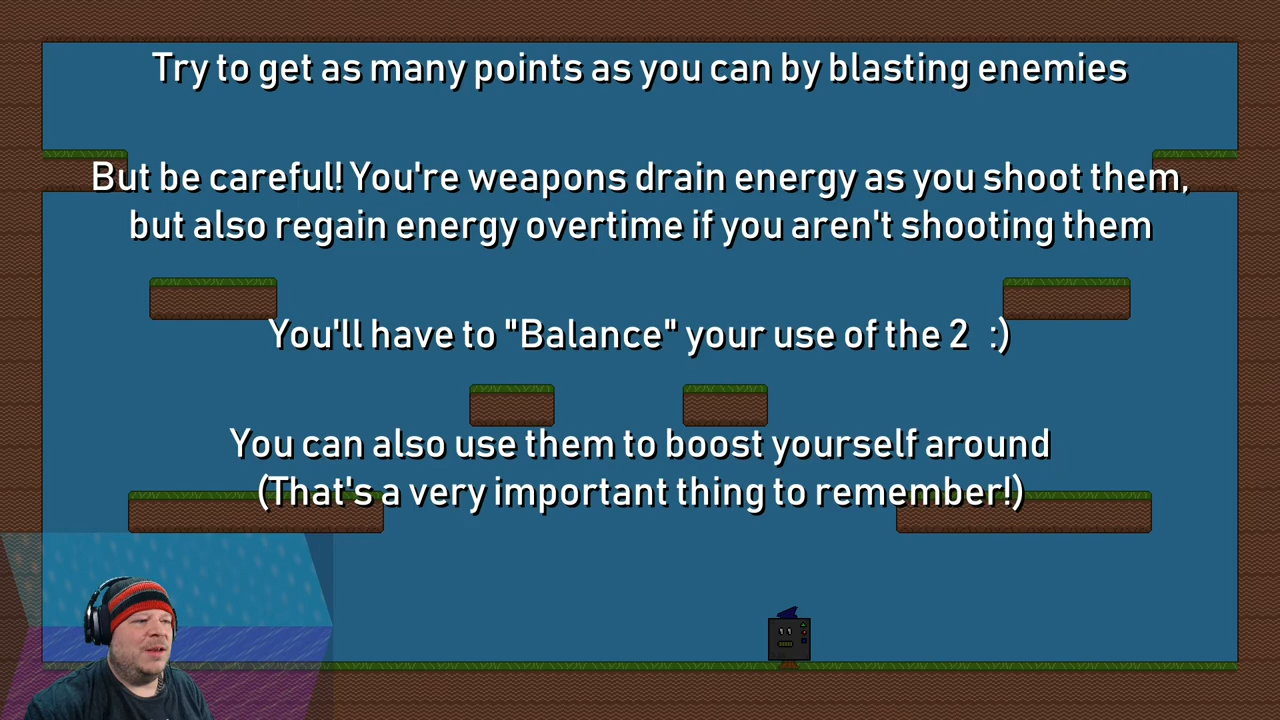 Try to get as many points as you can by blasting enemies
But be careful! You're weapons drain energy as you shoot them,
but also regain energy overtime if you aren't shooting them
You'll have to "Balance" your use of the 2 :)
You can also use them to boost yourself around
(That's a very important thing to remember!)